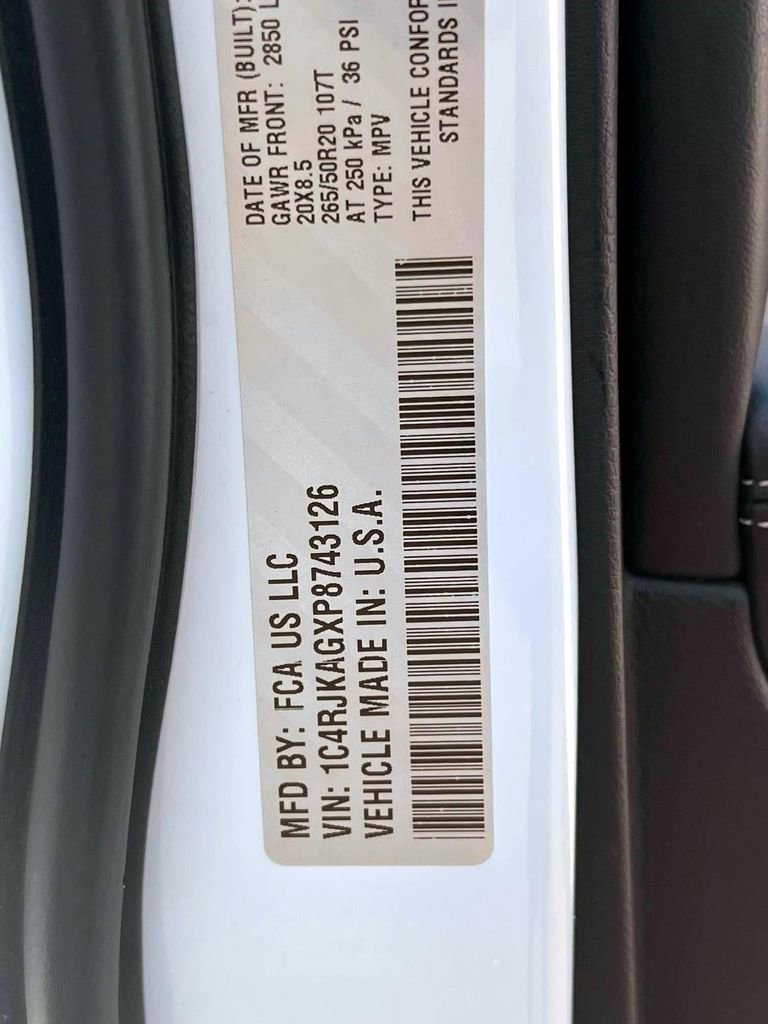 MFD BY: FCA US LLC
VIN: 1C4RJKAGXP8743126
VEHICLE MADE IN: U.S.A.
DATE OF MFR (BUILT):
GAWR FRONT: 2850 L
20X8.5
265/50R20 107T
AT 250 kPa / 36 PSI
TYPE: MPV
THIS VEHICLE CONFOR
STANDARDS I